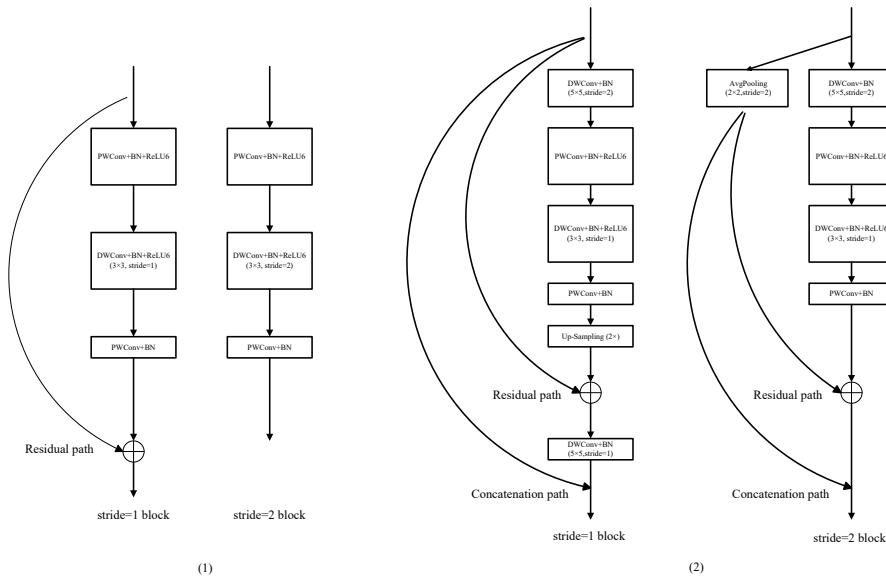 PWConv+BN+ReLU6
DWConv+BN+ReLU6
(3×3, stride=1)
PWConv+BN
Residual path
stride=1 block
PWConv+BN+ReLU6
DWConv+BN+ReLU6
(3×3, stride=2)
PWConv+BN
stride=2 block
(1)
DWConv+BN
(5×5,stride=2)
PWConv+BN+ReLU6
DWConv+BN+ReLU6
(3×3, stride=1)
PWConv+BN
Up-Sampling (2×)
Residual path
DWConv+BN
(5×5,stride=1)
Concatenation path
stride=1 block
AvgPooling
(2×2,stride=2)
DWConv+BN
(5×5,stride=2)
PWConv+BN+ReLU6
DWConv+BN+ReLU6
(3×3, stride=1)
PWConv+BN
Residual path
Concatenation path
stride=2 block
(2)